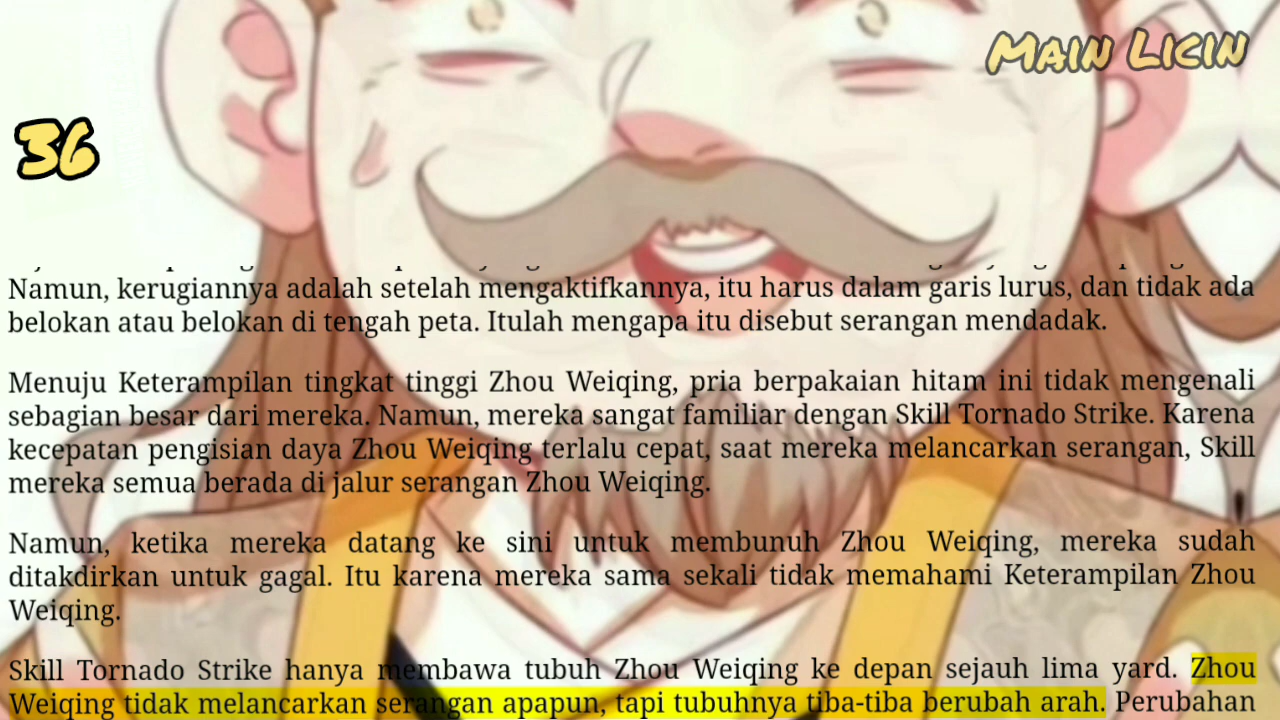 Main Licin
36
Namun, kerugiannya adalah setelah mengaktifkannya, itu harus dalam garis lurus, dan tidak ada
belokan atau belokan di tengah peta. Itulah mengapa itu disebut serangan mendadak.
Menuju Keterampilan tingkat tinggi Zhou Weiqing, pria berpakaian hitam ini tidak mengenali
sebagian besar dari mereka. Namun, mereka sangat familiar dengan Skill Tornado Strike. Karena
kecepatan pengisian daya Zhou Weiqing terlalu cepat, saat mereka melancarkan serangan, Skill
mereka semua berada di jalur serangan Zhou Weiqing.
Namun, ketika mereka datang ke sini untuk membunuh Zhou Weiqing, mereka sudah
ditakdirkan untuk gagal. Itu karena mereka sama sekali tidak memahami Keterampilan Zhou
Weiqing.
Skill Tornado Strike hanya membawa tubuh Zhou Weiqing ke depan sejauh lima yard. Zhou
Weiqing tidak melancarkan serangan apapun, tapi tubuhnya tiba-tiba berubah arah. Perubahan